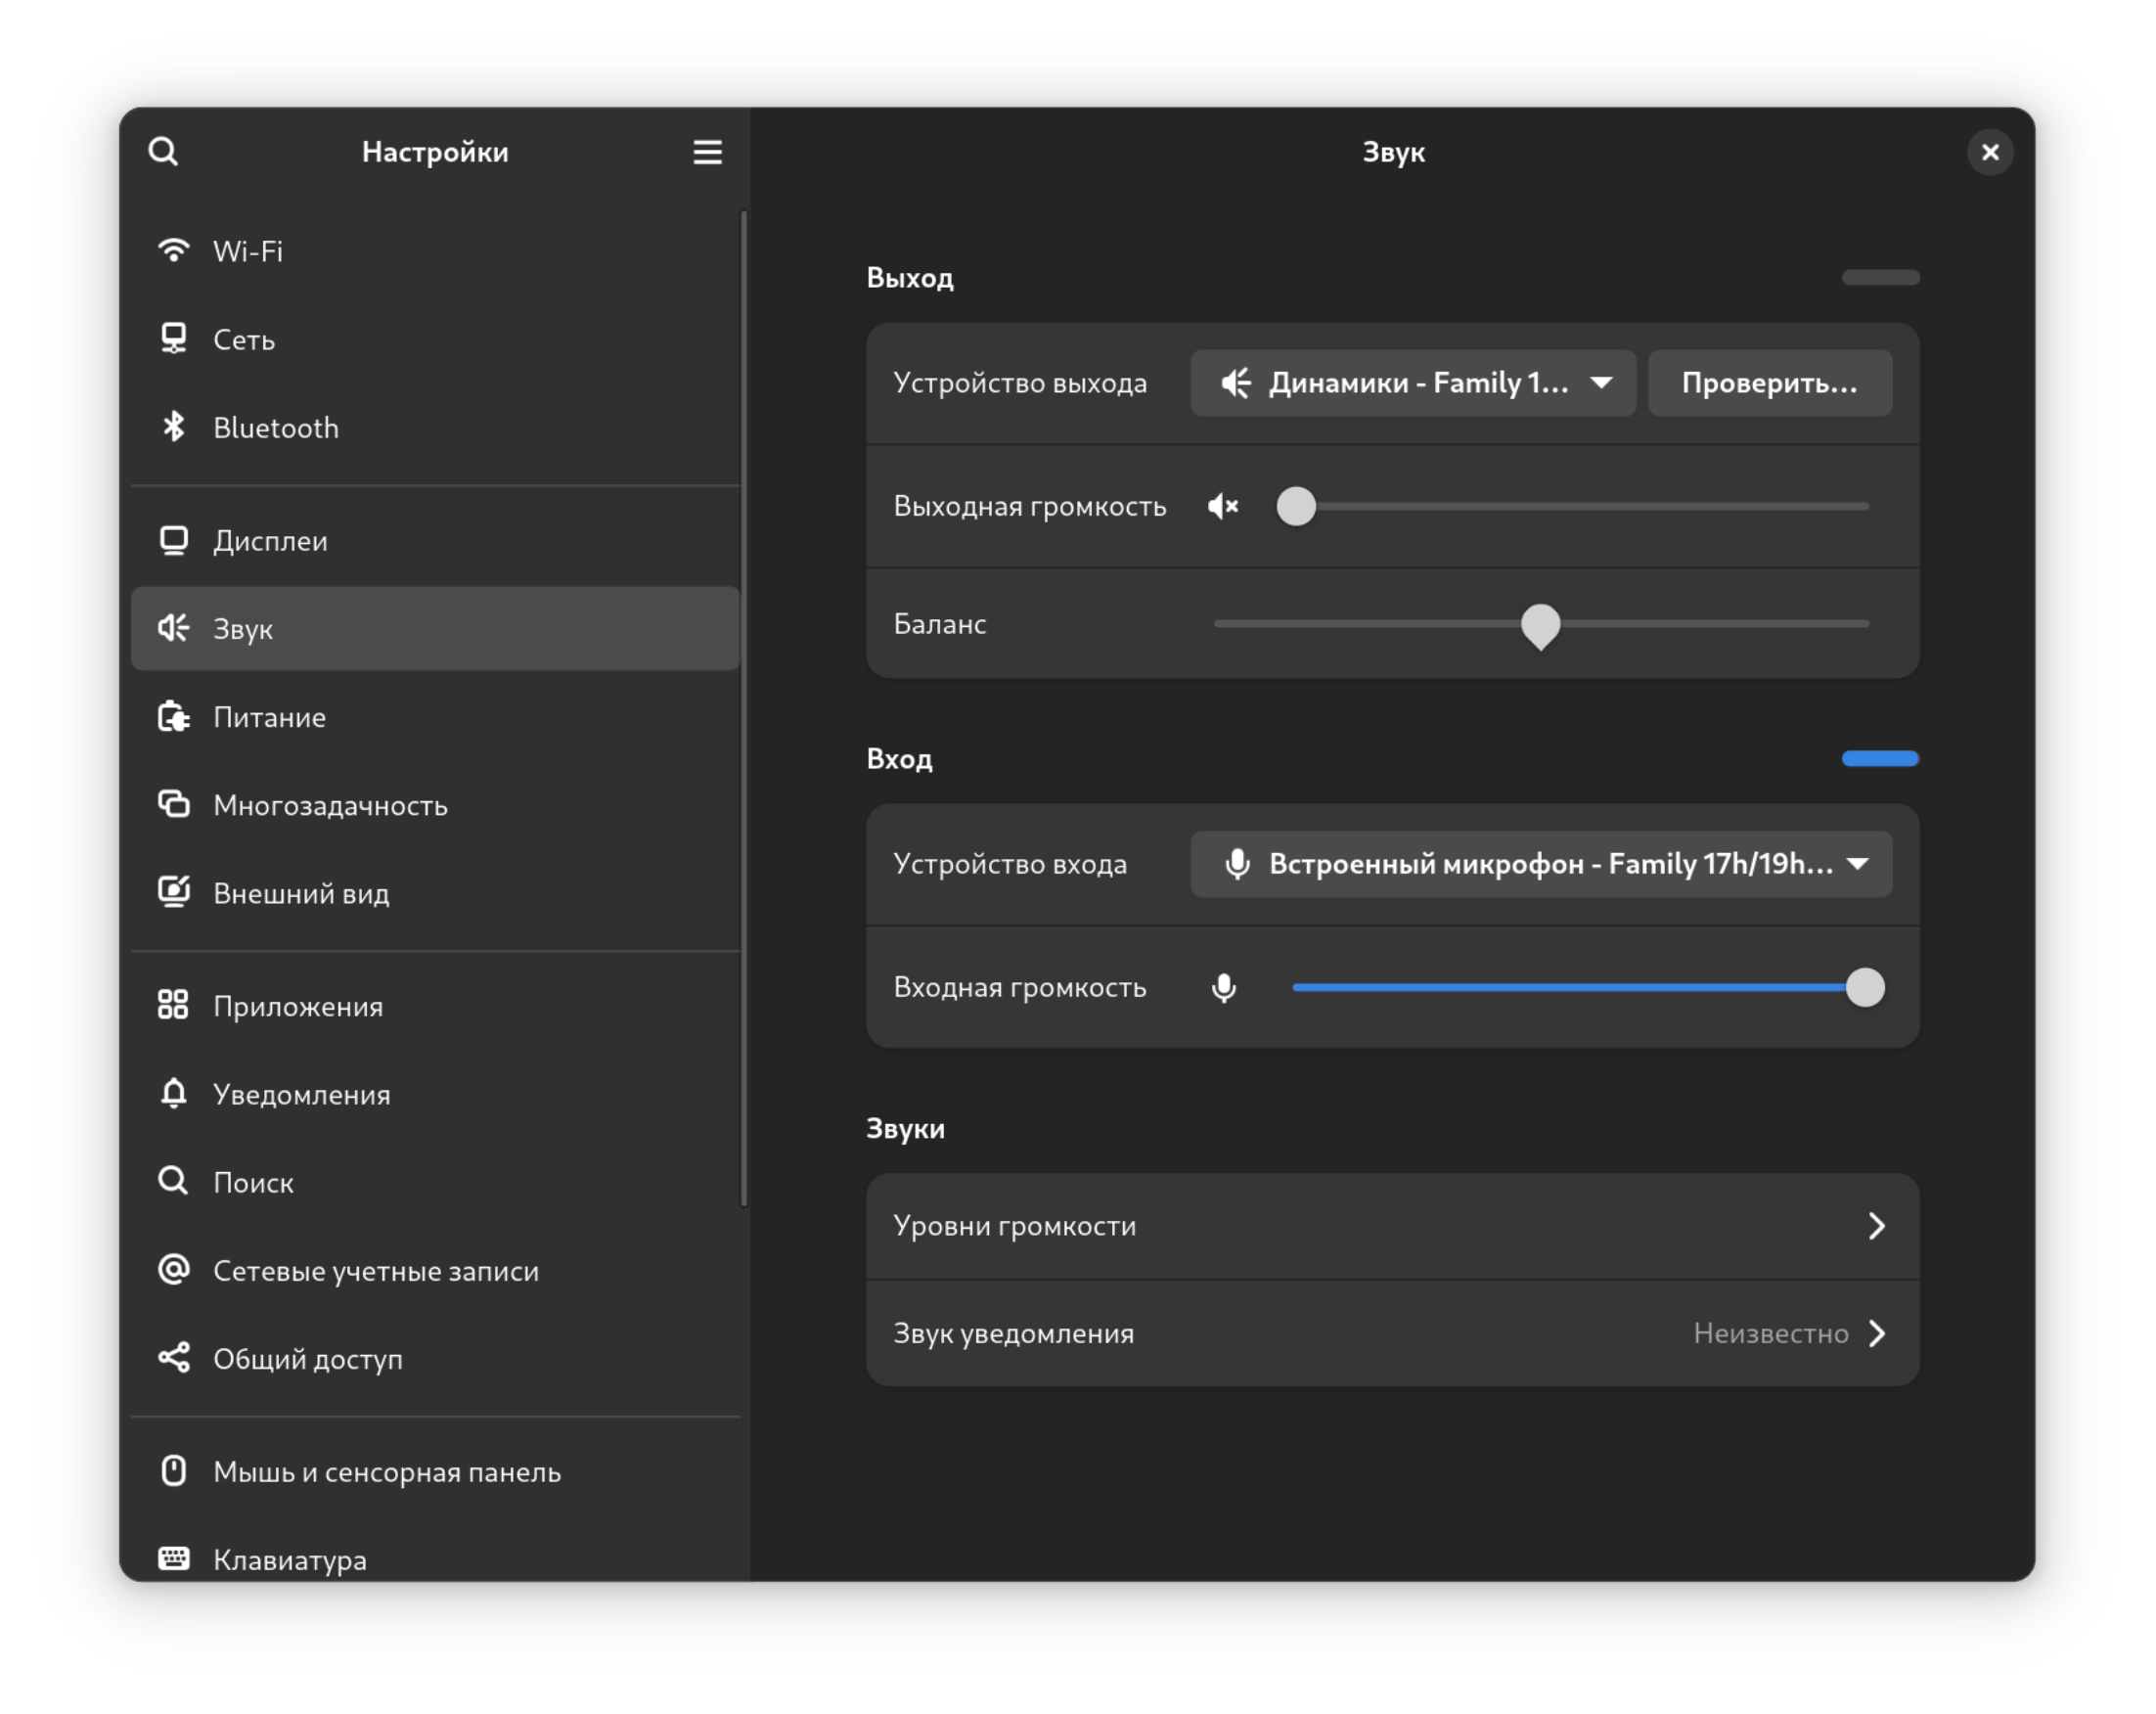 Настройки
Wi-Fi
Сеть
Bluetooth
Дисплеи
Звук
Питание
Многозадачность
Внешний вид
Приложения
Уведомления
Поиск
Сетевые учетные записи
Общий доступ
Мышь и сенсорная панель
Клавиатура
Звук
Выход
Устройство выхода
Динамики - Family 1…
Проверить…
Выходная громкость
Баланс
Вход
Устройство входа
Встроенный микрофон - Family 17h/19h…
Входная громкость
Звуки
Уровни громкости
Звук уведомления
Неизвестно